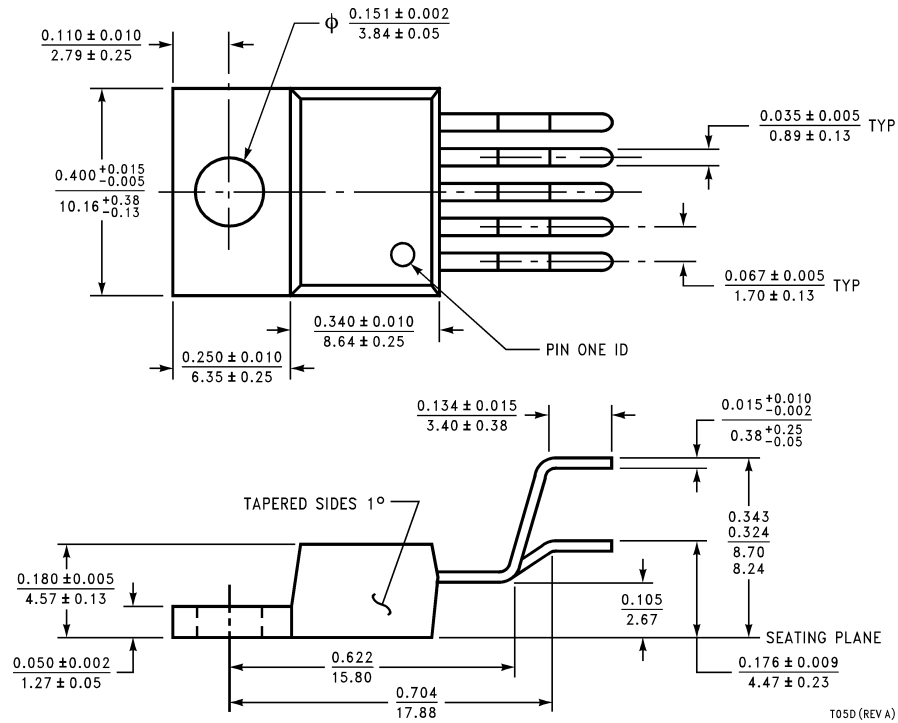 ϕ 0.151 ± 0.002
3.84 ± 0.05
0.110 ± 0.010
2.79 ± 0.25
0.035 ± 0.005
0.89 ± 0.13 TYP
0.400 +0.015 -0.005
10.16 +0.38 -0.13
0.067 ± 0.005
1.70 ± 0.13 TYP
0.340 ± 0.010
8.64 ± 0.25
PIN ONE ID
0.250 ± 0.010
6.35 ± 0.25
0.134 ± 0.015
3.40 ± 0.38
0.015 +0.010 -0.002
0.38 +0.25 -0.05
TAPERED SIDES 1°
0.343
0.324
8.70
8.24
0.180 ± 0.005
4.57 ± 0.13
0.105
2.67
SEATING PLANE
0.050 ± 0.002
1.27 ± 0.05
0.622
15.80
0.176 ± 0.009
4.47 ± 0.23
0.704
17.88
T05D (REV A)